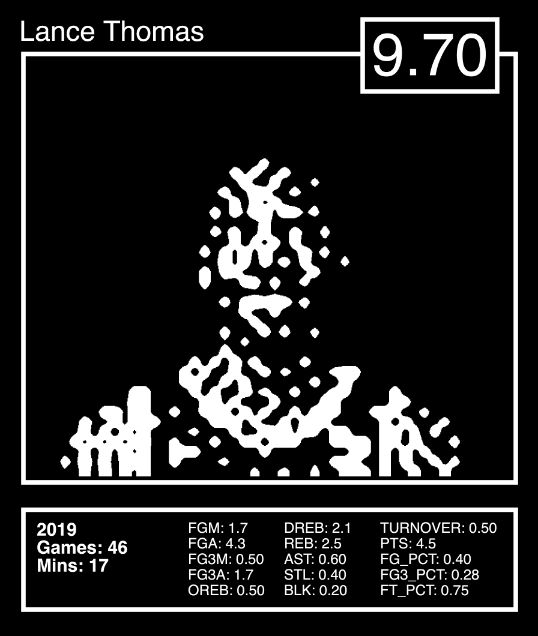 Lance Thomas
9.70
2019
Games: 46
Mins: 17
FGM: 1.7
FGA: 4.3
FG3M: 0.50
FG3A: 1.7
OREB: 0.50
DREB: 2.1
REB: 2.5
AST: 0.60
STL: 0.40
BLK: 0.20
TURNOVER: 0.50
PTS: 4.5
FG_PCT: 0.40
FG3_PCT: 0.28
FT_PCT: 0.75